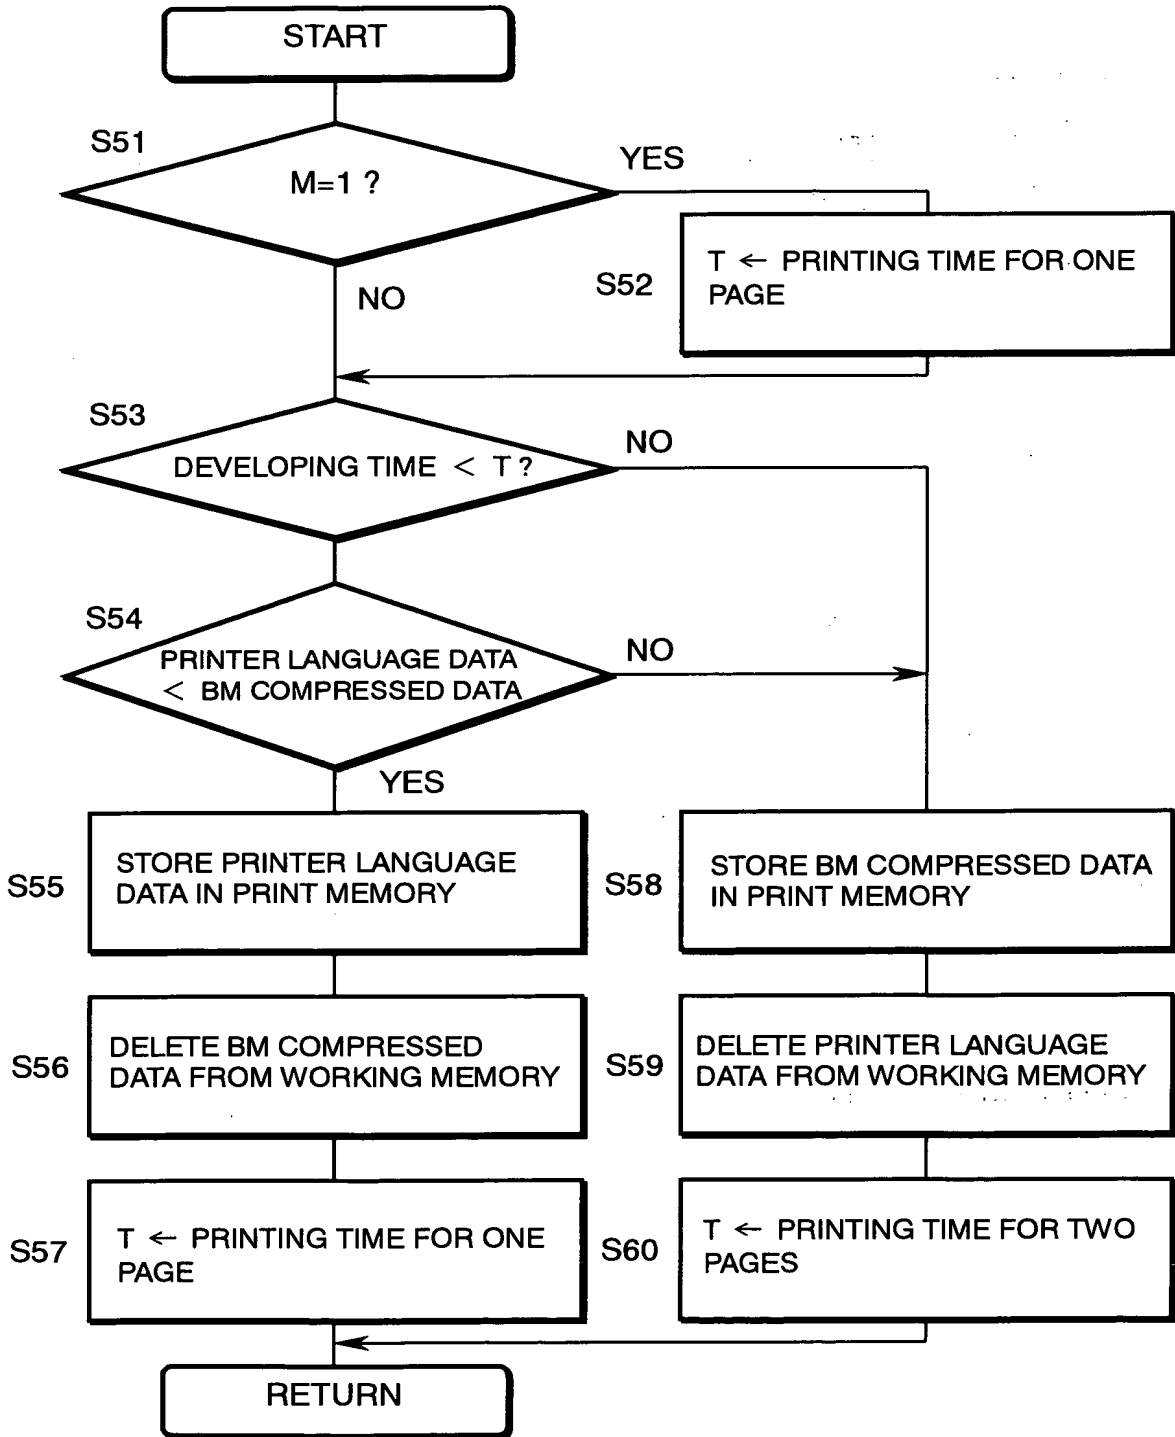 START
S51
M=1 ?
YES
T ← PRINTING TIME FOR ONE
PAGE
S52
NO
S53
DEVELOPING TIME < T ?
NO
S54
PRINTER LANGUAGE DATA
< BM COMPRESSED DATA
NO
YES
S55
STORE PRINTER LANGUAGE
DATA IN PRINT MEMORY
S58
STORE BM COMPRESSED DATA
IN PRINT MEMORY
S56
DELETE BM COMPRESSED
DATA FROM WORKING MEMORY
S59
DELETE PRINTER LANGUAGE
DATA FROM WORKING MEMORY
S57
T ← PRINTING TIME FOR ONE
PAGE
S60
T ← PRINTING TIME FOR TWO
PAGES
RETURN